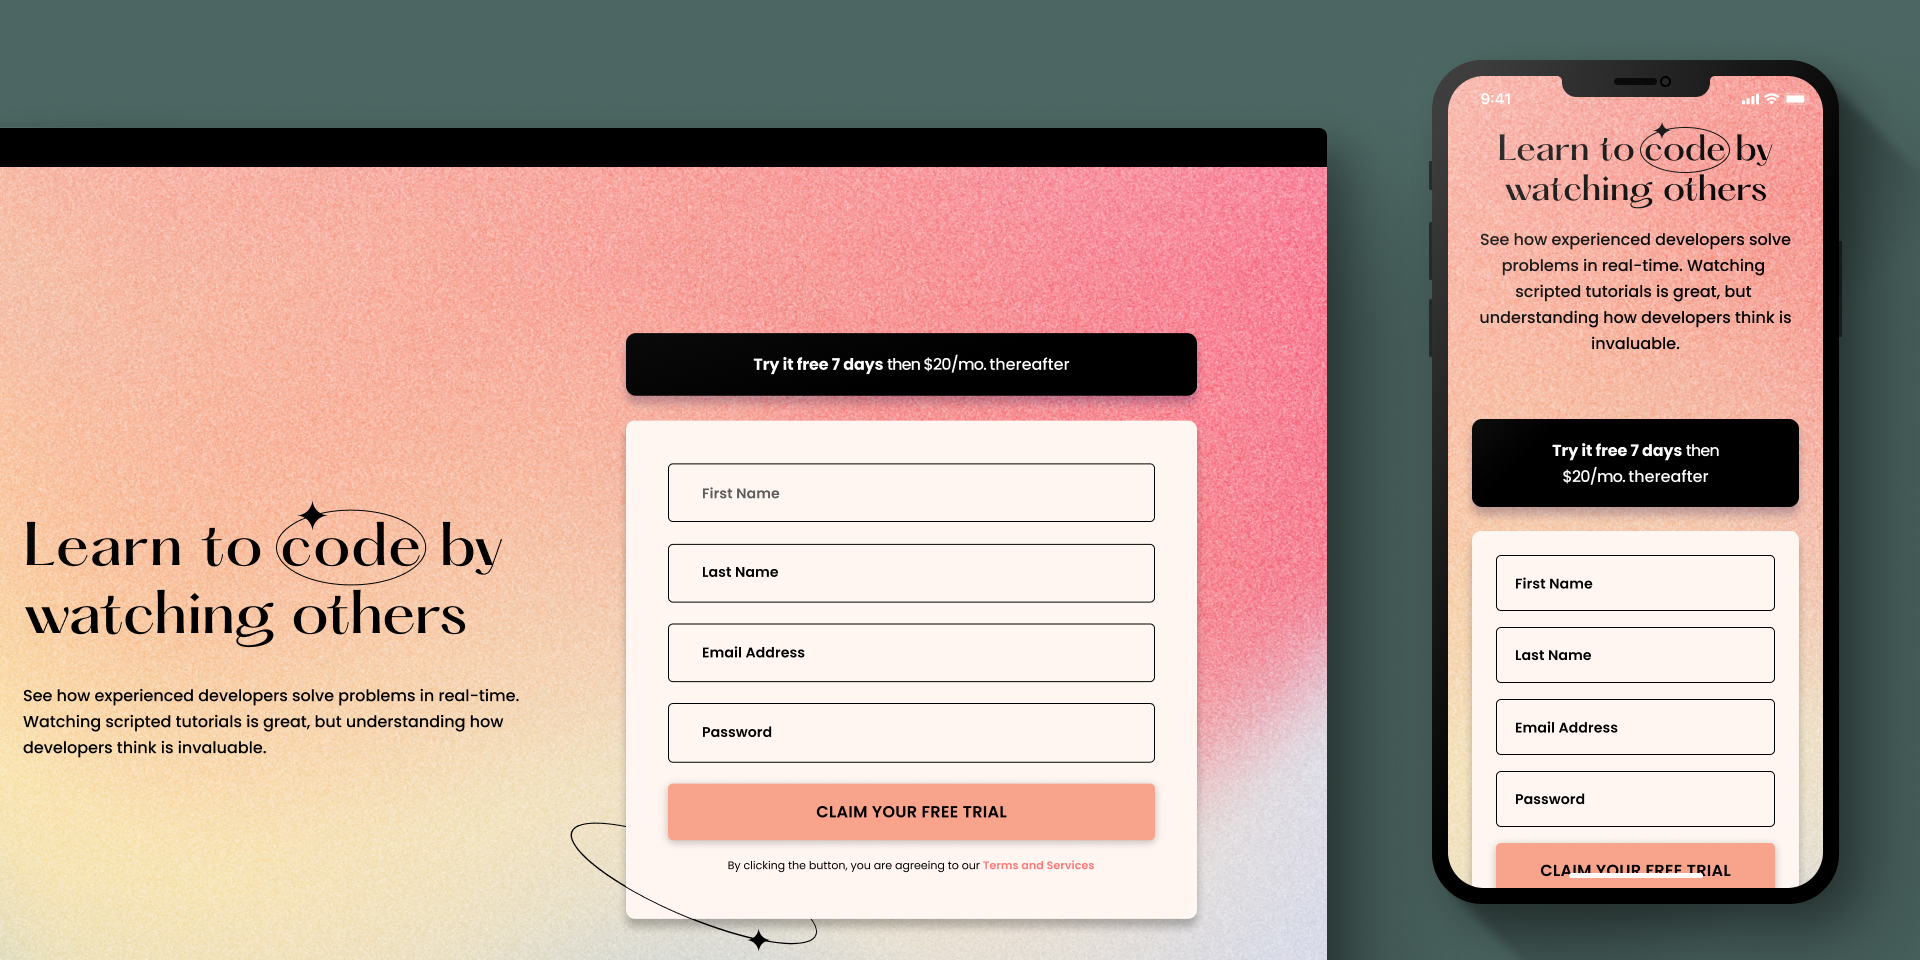 Learn to code by
watching others
See how experienced developers solve problems in real-time.
Watching scripted tutorials is great, but understanding how
developers think is invaluable.
Try it free 7 days then $20/mo. thereafter
First Name
Last Name
Email Address
Password
CLAIM YOUR FREE TRIAL
By clicking the button, you are agreeing to our Terms and Services
9:41
Learn to code by
watching others
See how experienced developers solve
problems in real-time. Watching
scripted tutorials is great, but
understanding how developers think is
invaluable.
Try it free 7 days then
$20/mo. thereafter
First Name
Last Name
Email Address
Password
CLAIM YOUR FREE TRIAL